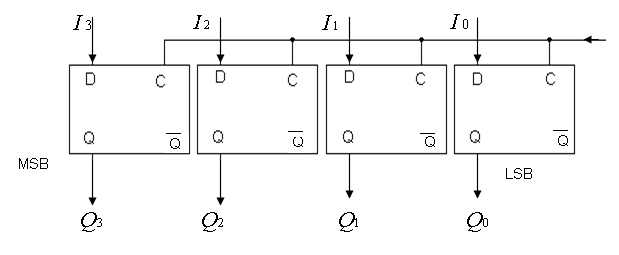 I3 I2 I1 I0
D C D C D C D C
Q Q̅ Q Q̅ Q Q̅ Q Q̅
MSB LSB
Q3 Q2 Q1 Q0